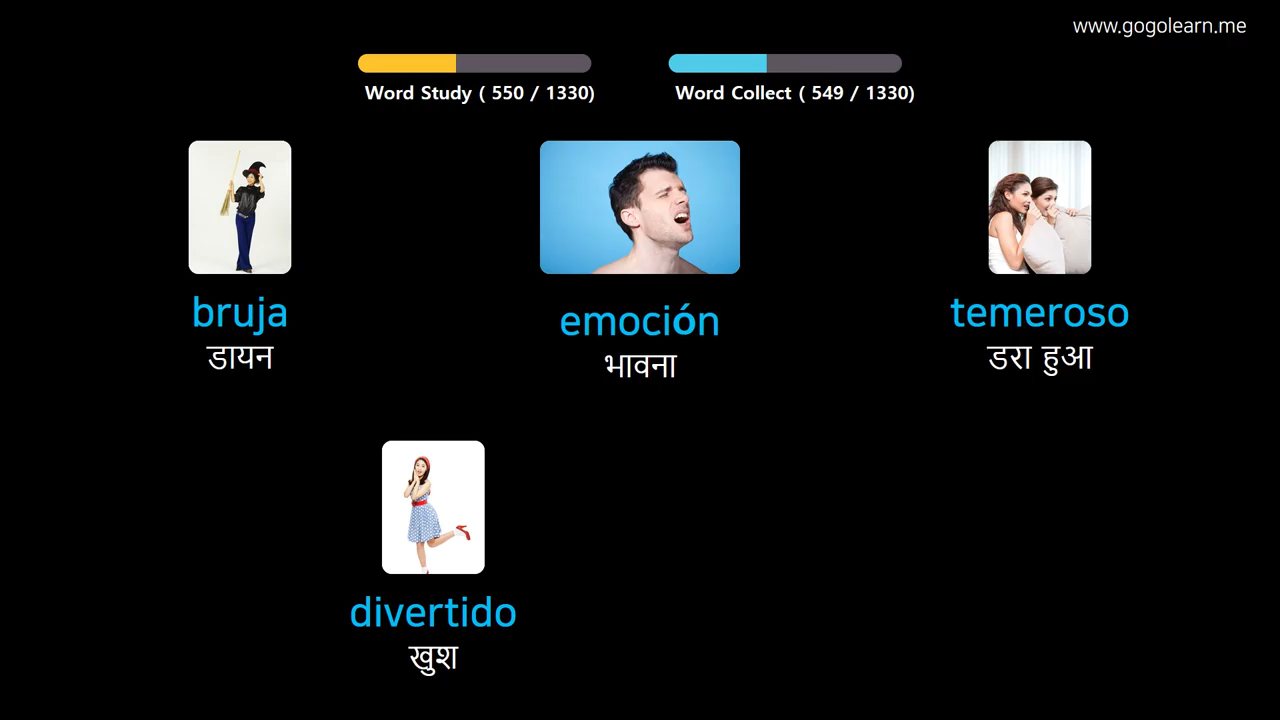 www.gogolearn.me
Word Study ( 550 / 1330)
Word Collect ( 549 / 1330)
bruja
डायन
emoción
भावना
temeroso
डरा हुआ
divertido
खुश